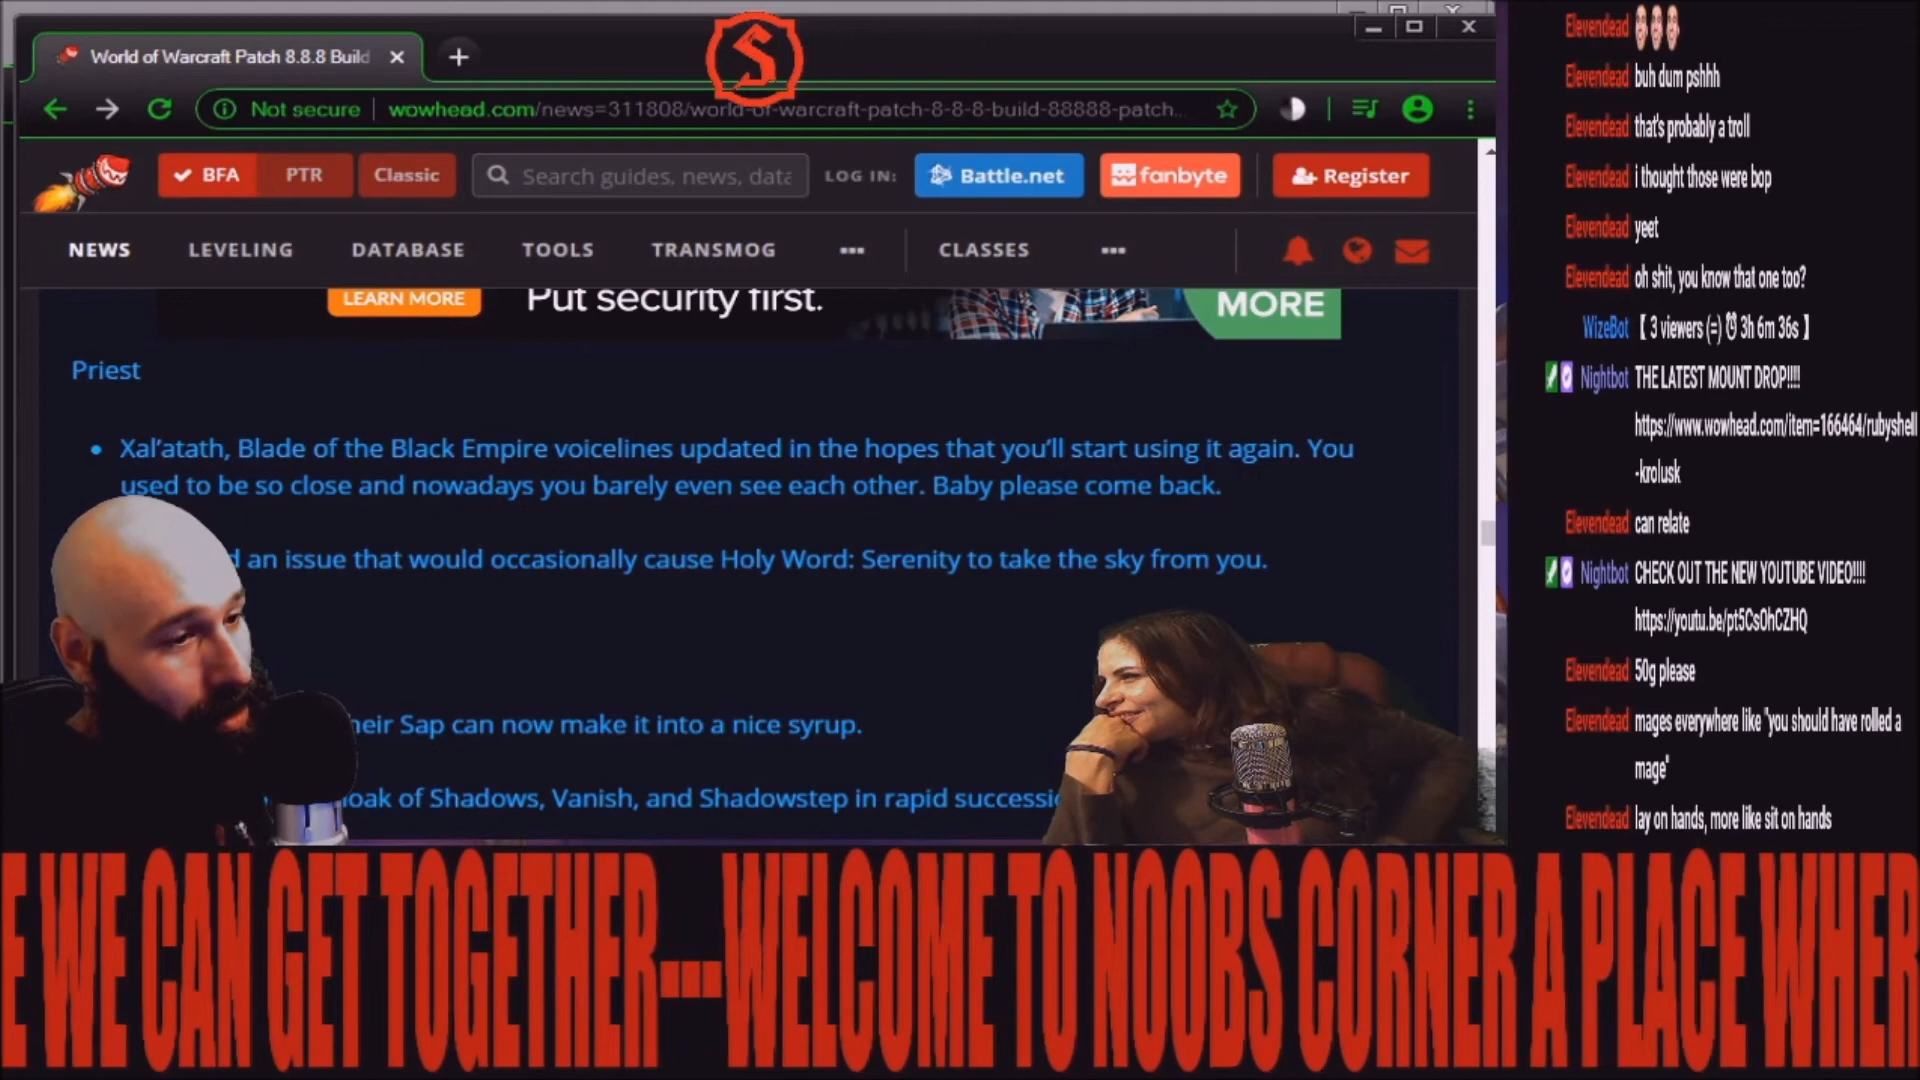 World of Warcraft Patch 8.8.8 Build
Not secure
wowhead.com/news=311808/world-of-warcraft-patch-8-8-8-build-88888-patch...
BFA
PTR
Classic
Search guides, news, data
LOG IN:
Battle.net
fanbyte
Register
NEWS
LEVELING
DATABASE
TOOLS
TRANSMOG
CLASSES
LEARN MORE
Put security first.
MORE
Priest
Xal'atath, Blade of the Black Empire voicelines updated in the hopes that you'll start using it again. You
used to be so close and nowadays you barely even see each other. Baby please come back.
an issue that would occasionally cause Holy Word: Serenity to take the sky from you.
Sap can now make it into a nice syrup.
of Shadows, Vanish, and Shadowstep in rapid
Elevendead
Elevendead buh dum pshhh
Elevendead that's probably a troll
Elevendead i thought those were bop
Elevendead yeet
Elevendead oh shit, you know that one too?
WizeBot 【 3 viewers (=) ⏰ 3h 6m 36s 】
Nightbot THE LATEST MOUNT DROP!!!!
https://www.wowhead.com/item=166464/rubyshell
-krolusk
Elevendead can relate
Nightbot CHECK OUT THE NEW YOUTUBE VIDEO!!!!
https://youtu.be/pt5CsOhCZHQ
Elevendead 50g please
Elevendead mages everywhere like "you should have rolled a
mage"
Elevendead lay on hands, more like sit on hands
E WE CAN GET TOGETHER---WELCOME TO NOOBS CORNER A PLACE WHER